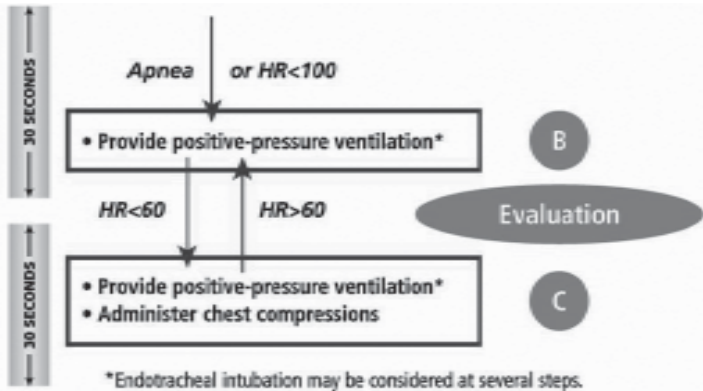 30 SECONDS
Apnea or HR<100
• Provide positive-pressure ventilation*
B
HR<60 HR>60
Evaluation
30 SECONDS
• Provide positive-pressure ventilation*
• Administer chest compressions
C
*Endotracheal intubation may be considered at several steps.